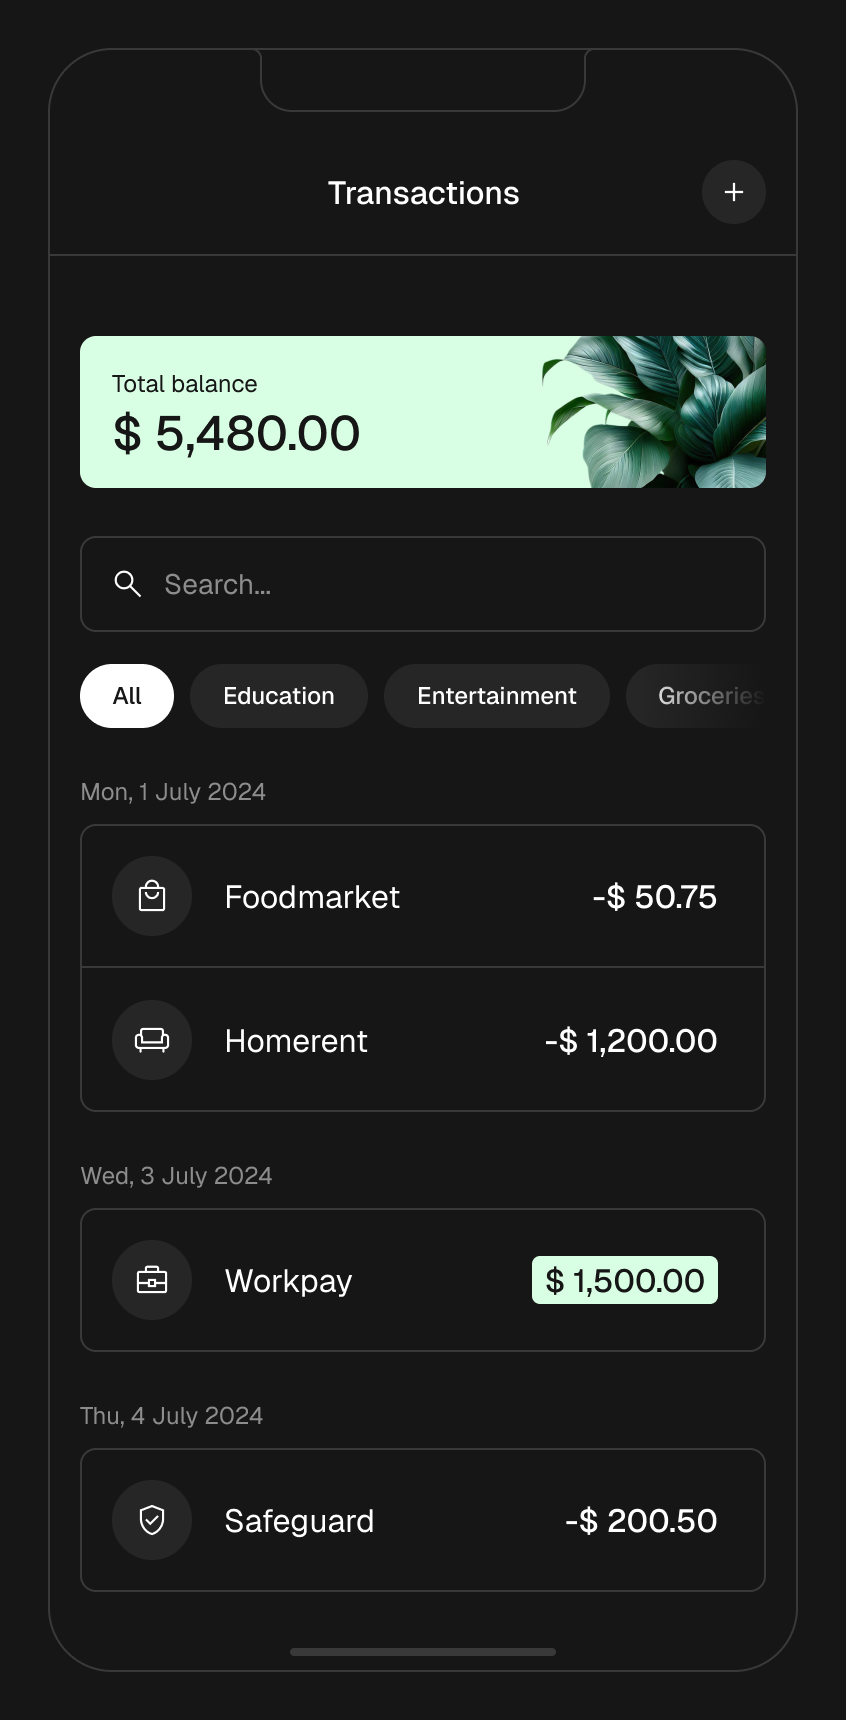 Transactions
Total balance
$ 5,480.00
Search...
All Education Entertainment Groceries
Mon, 1 July 2024
Foodmarket -$ 50.75
Homerent -$ 1,200.00
Wed, 3 July 2024
Workpay $ 1,500.00
Thu, 4 July 2024
Safeguard -$ 200.50